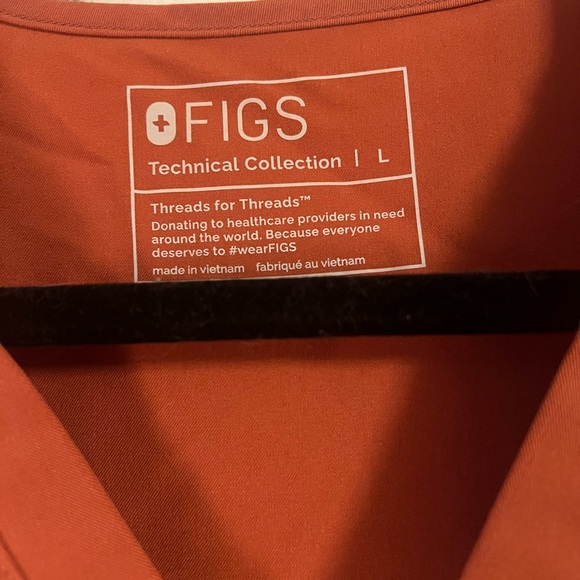 FIGS
Technical Collection | L
Threads for Threads™
Donating to healthcare providers in need
around the world. Because everyone
deserves to #wearFIGS
made in vietnam fabriqué au vietnam